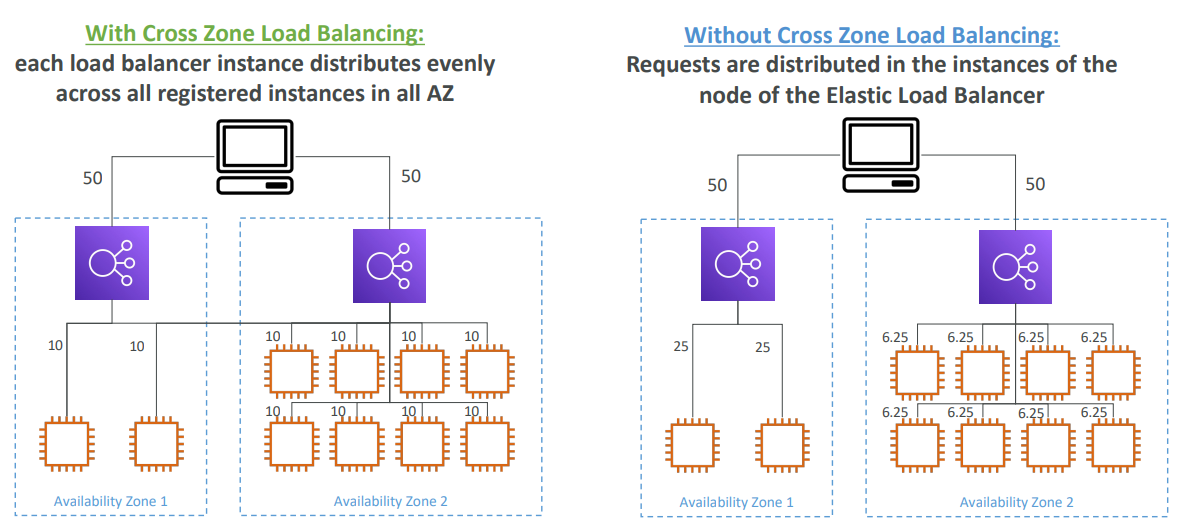 With Cross Zone Load Balancing:
each load balancer instance distributes evenly
across all registered instances in all AZ
50
50
10
10
10
10
10
10
10
10
10
10
Availability Zone 1
Availability Zone 2
Without Cross Zone Load Balancing:
Requests are distributed in the instances of the
node of the Elastic Load Balancer
50
50
25
25
6.25
6.25
6.25
6.25
6.25
6.25
6.25
6.25
Availability Zone 1
Availability Zone 2